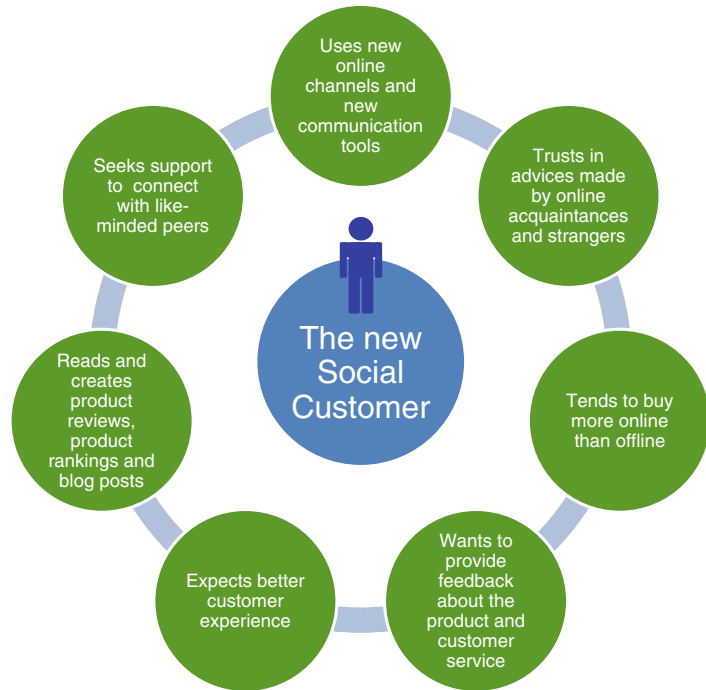 Uses new
online
channels and
new
communication
tools
Trusts in
advices made
by online
acquaintances
and strangers
Tends to buy
more online
than offline
Wants to
provide
feedback
about the
product and
customer
service
Expects better
customer
experience
Reads and
creates
product
reviews,
product
rankings and
blog posts
Seeks support
to connect
with like-
minded peers
The new
Social
Customer